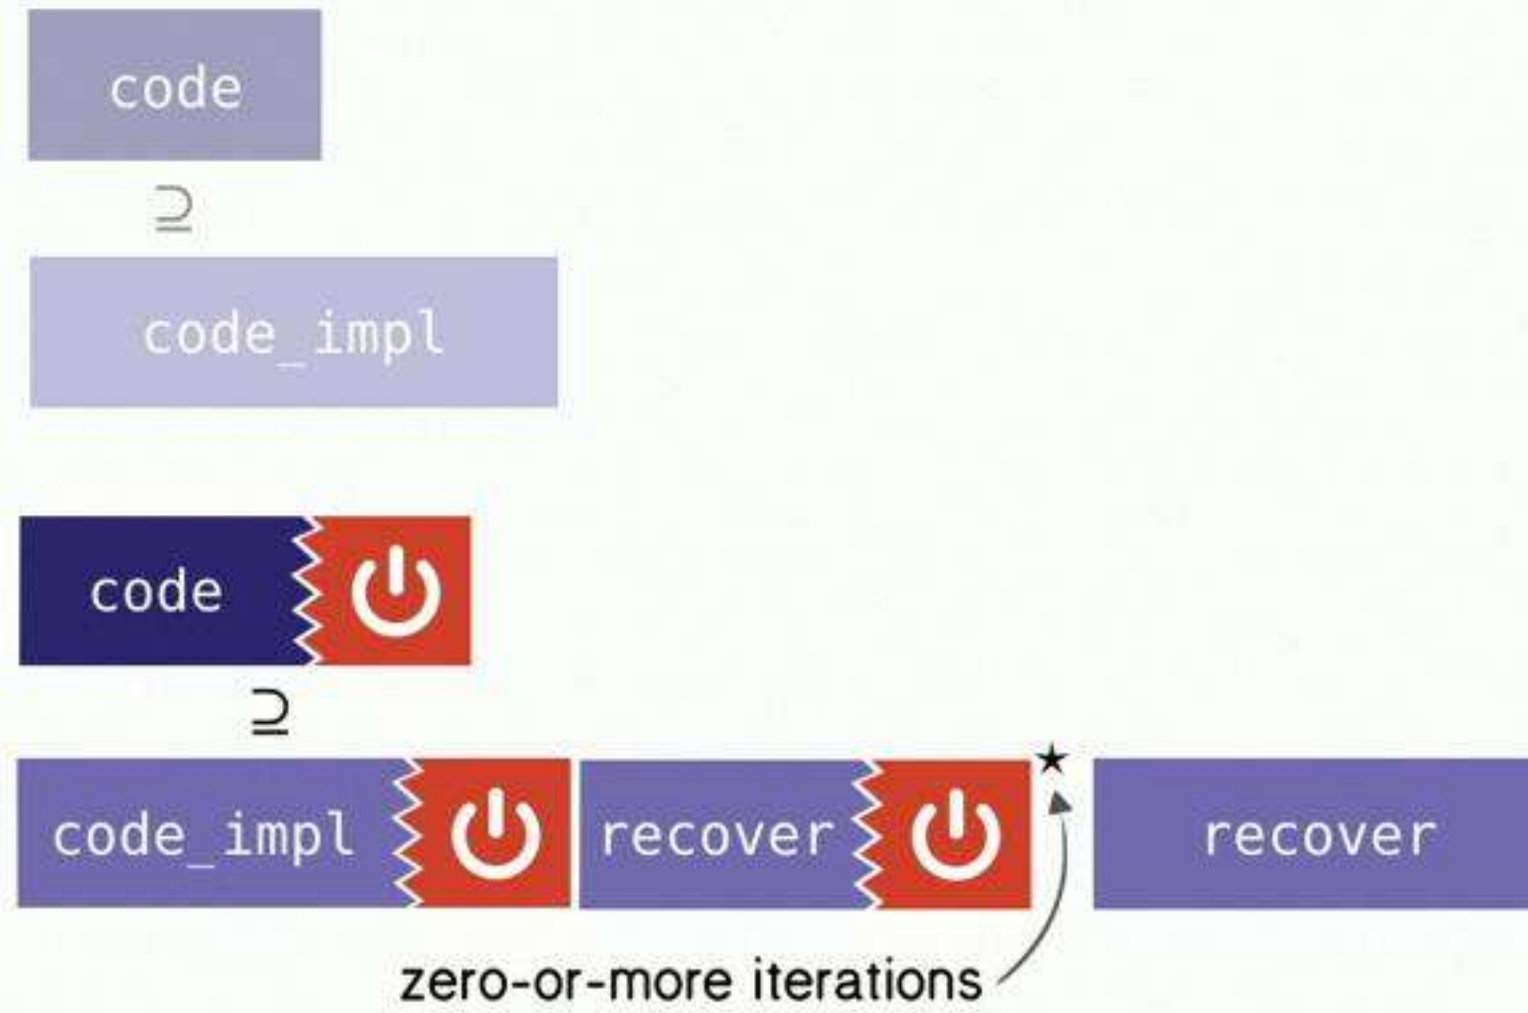 code
⊇
code_impl
code
⊇
code_impl recover ★ recover
zero-or-more iterations